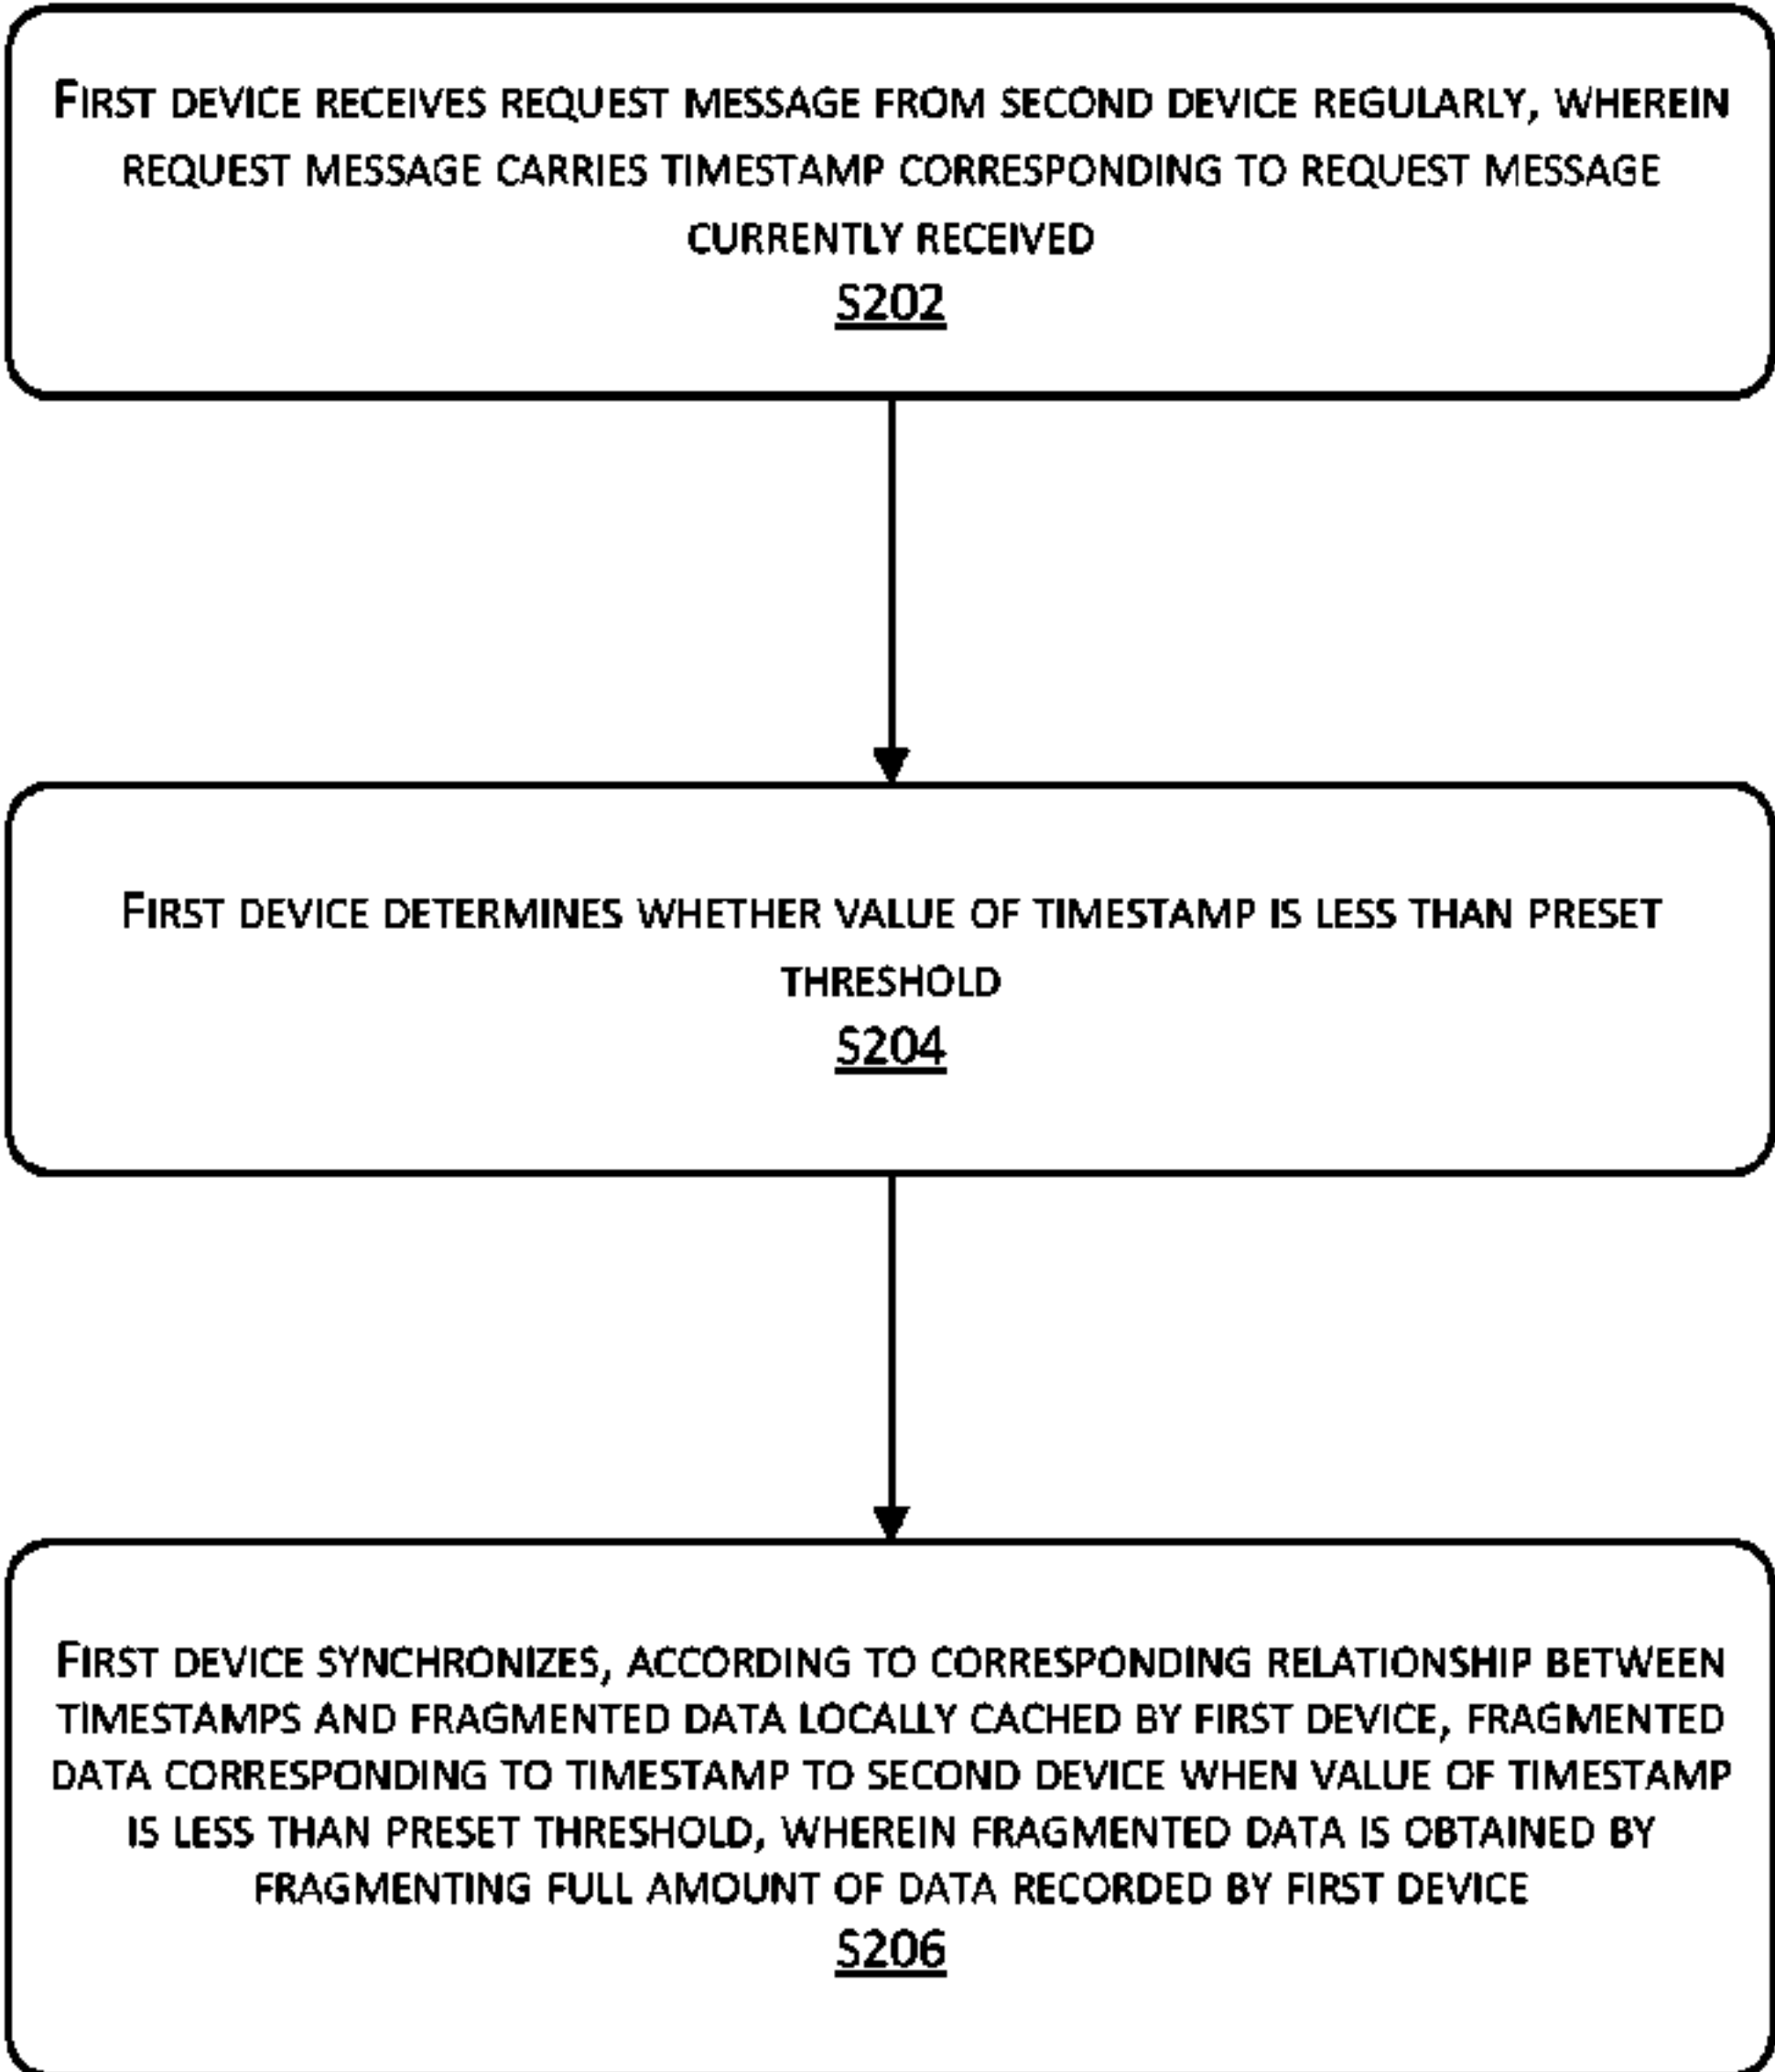 FIRST DEVICE RECEIVES REQUEST MESSAGE FROM SECOND DEVICE REGULARLY, WHEREIN
REQUEST MESSAGE CARRIES TIMESTAMP CORRESPONDING TO REQUEST MESSAGE
CURRENTLY RECEIVED
S202
FIRST DEVICE DETERMINES WHETHER VALUE OF TIMESTAMP IS LESS THAN PRESET
THRESHOLD
S204
FIRST DEVICE SYNCHRONIZES, ACCORDING TO CORRESPONDING RELATIONSHIP BETWEEN
TIMESTAMPS AND FRAGMENTED DATA LOCALLY CACHED BY FIRST DEVICE, FRAGMENTED
DATA CORRESPONDING TO TIMESTAMP TO SECOND DEVICE WHEN VALUE OF TIMESTAMP
IS LESS THAN PRESET THRESHOLD, WHEREIN FRAGMENTED DATA IS OBTAINED BY
FRAGMENTING FULL AMOUNT OF DATA RECORDED BY FIRST DEVICE
S206